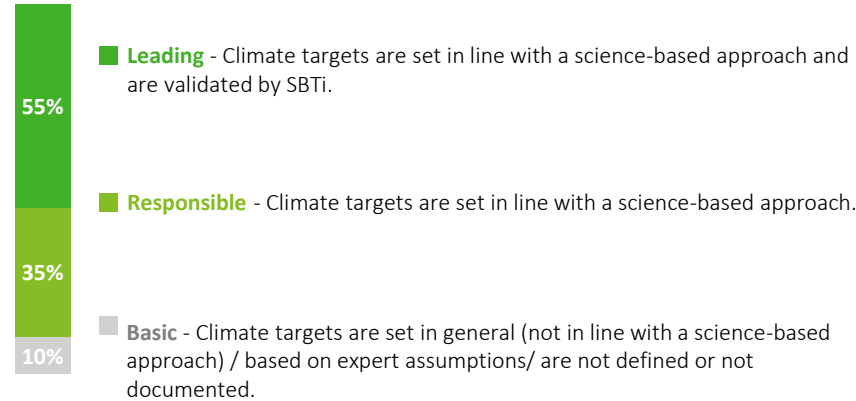 55%
Leading - Climate targets are set in line with a science-based approach and
are validated by SBTi.
Responsible - Climate targets are set in line with a science-based approach.
35%
Basic - Climate targets are set in general (not in line with a science-based
approach) / based on expert assumptions/ are not defined or not
documented.
10%